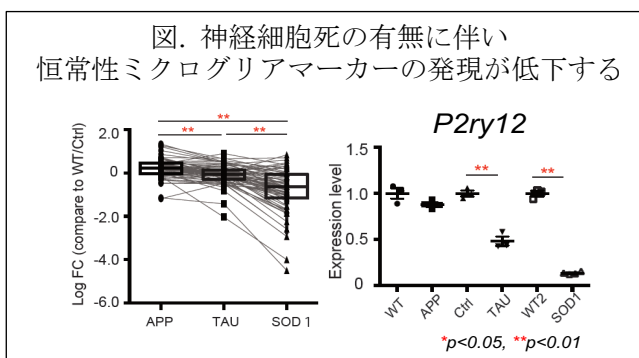 図. 神経細胞死の有無に伴い
恒常性ミクログリアマーカーの発現が低下する
Log FC (compare to WT/Ctrl)
2.0
0
-2.0
-4.0
-6.0
**
** **
APP TAU SOD 1
P2ry12
Expression level
1.5
1.0
0.5
0.0
** **
WT APP Ctrl TAU WT2 SOD1
*p<0.05, **p<0.01